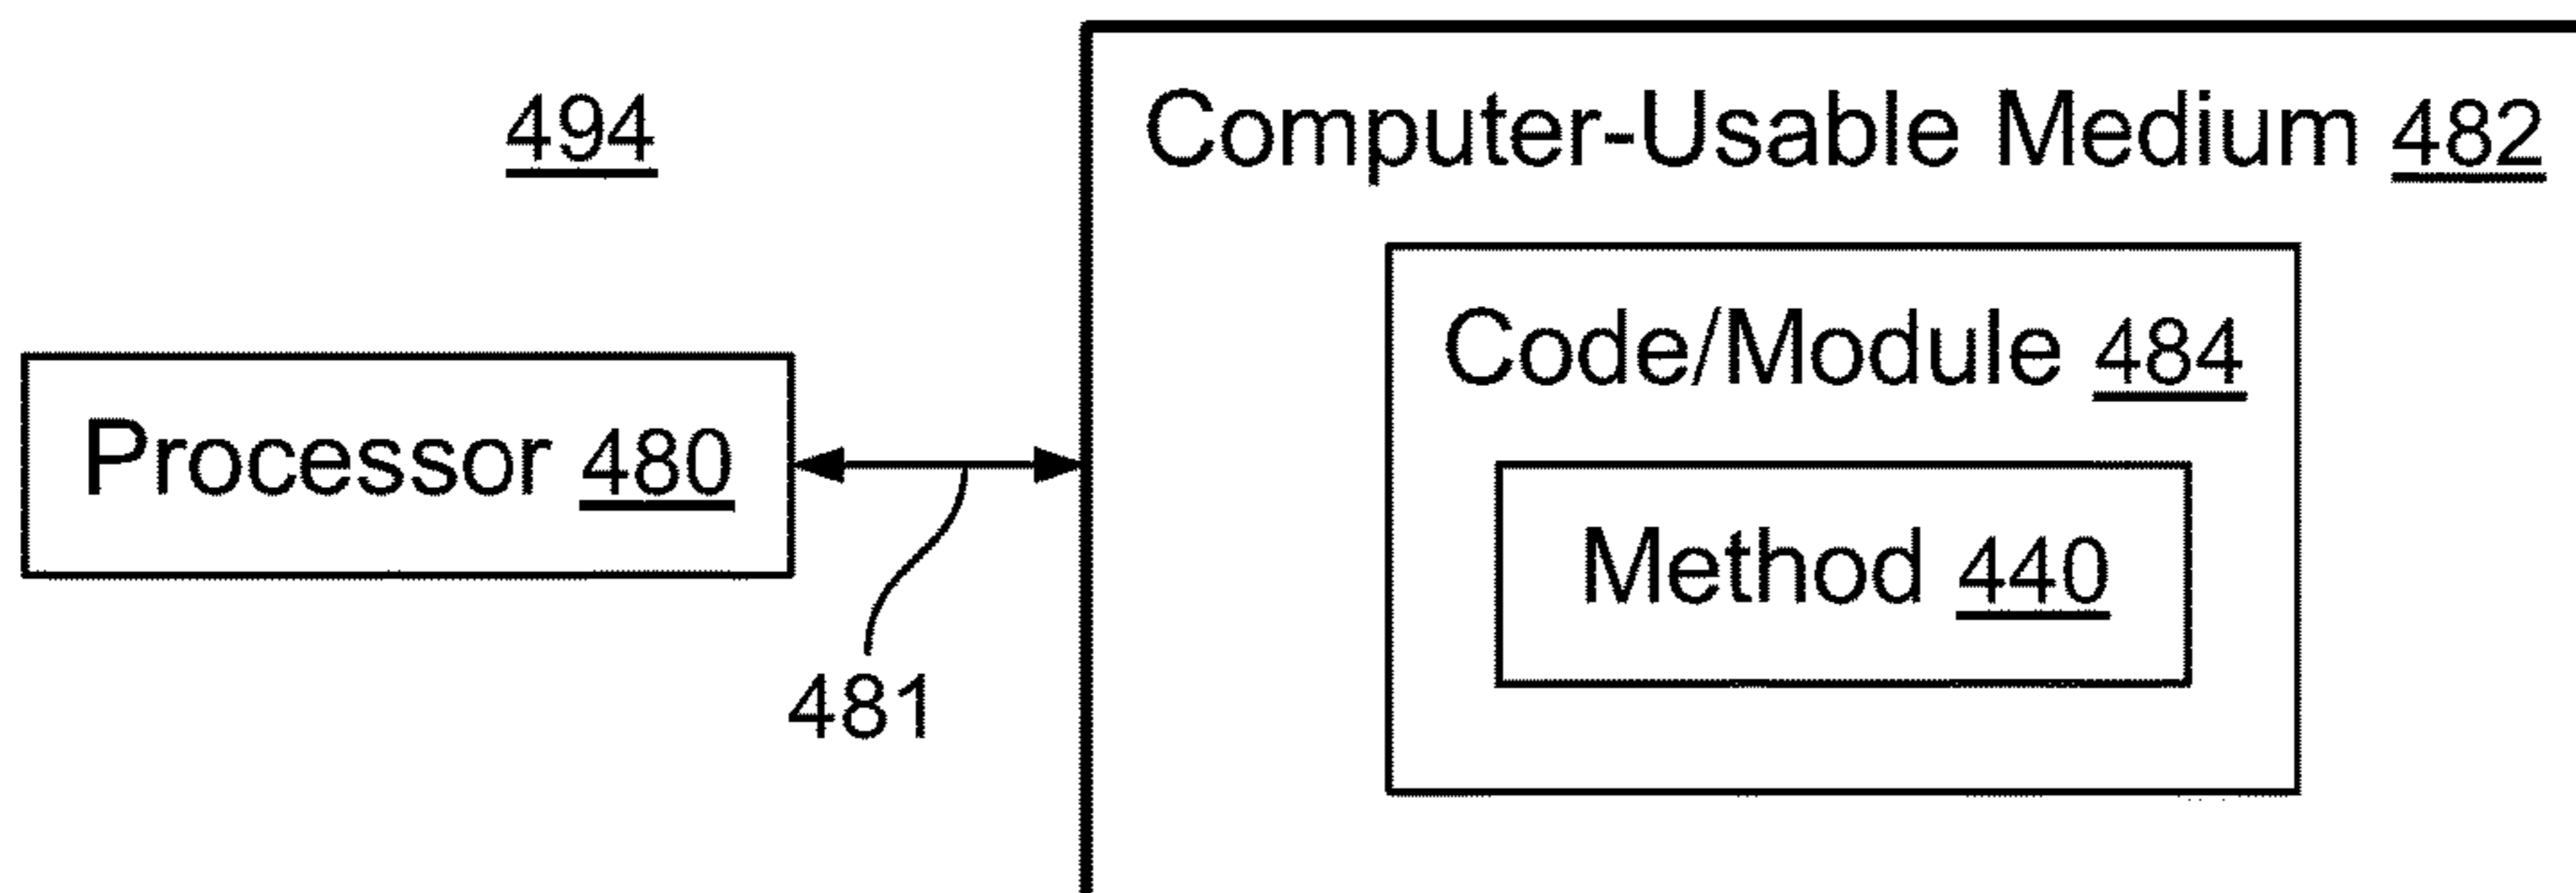 494
Computer-Usable Medium 482
Code/Module 484
Processor 480
Method 440
481